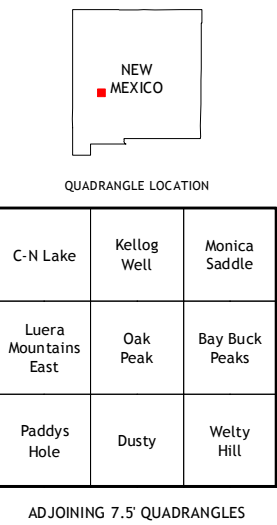 NEW
MEXICO
QUADRANGLE LOCATION
C-N Lake
Kellog
Well
Monica
Saddle
Luera
Mountains
East
Oak
Peak
Bay Buck
Peaks
Paddys
Hole
Dusty
Welty
Hill
ADJOINING 7.5' QUADRANGLES